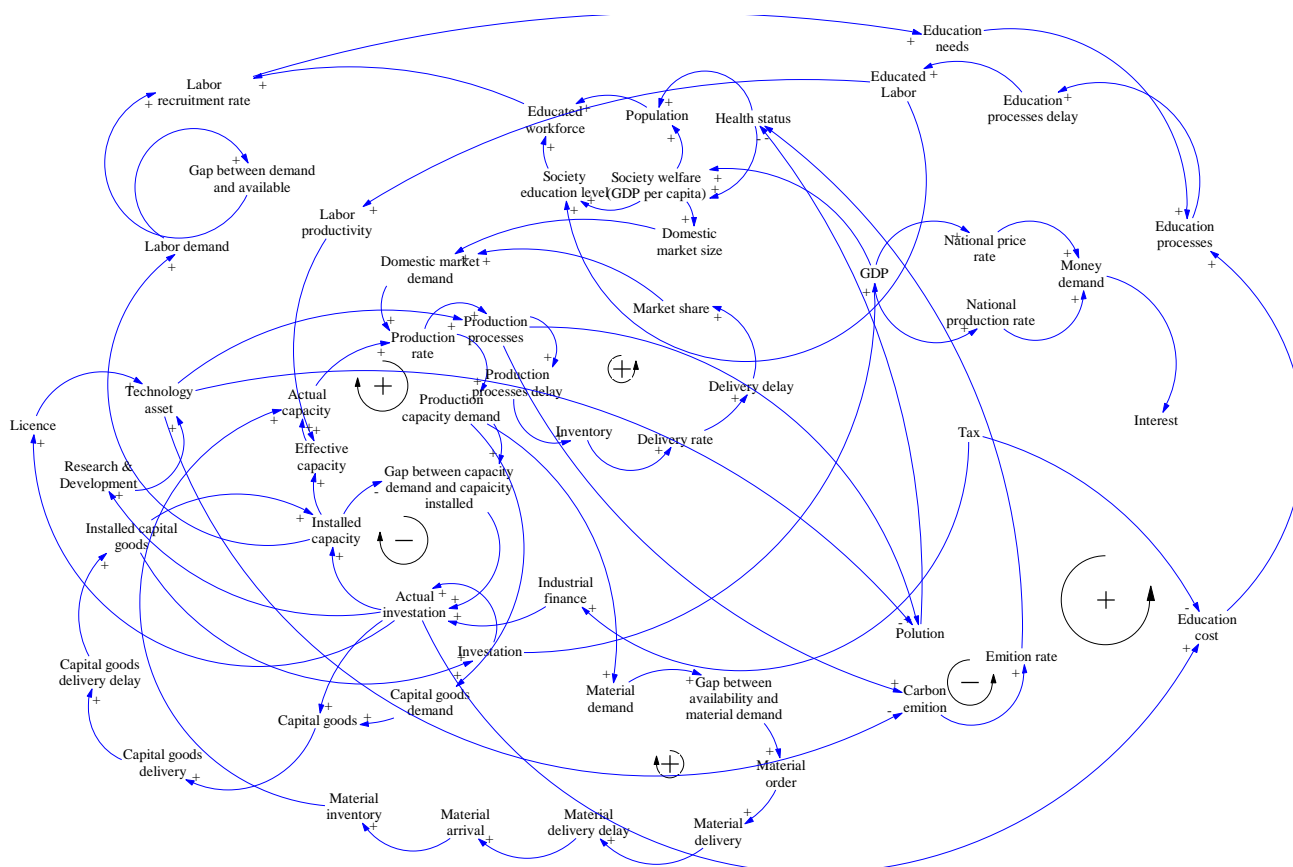 Education
needs
Labor
recruitment rate
Educated
Labor
Education
processes delay
Educated
workforce
Population
Health status
Gap between demand
and available
Society
education level
Society welfare
(GDP per capita)
Labor
productivity
Labor demand
Domestic
market size
Education
processes
Domestic market
demand
GDP
National price
rate
Money
demand
Market share
National
production rate
Production
rate
Production
processes
Production
processes delay
Delivery delay
Technology
asset
Actual
capacity
Production
capacity demand
Licence
Inventory
Delivery rate
Interest
Tax
Effective
capacity
Research &
Development
Gap between capacity
demand and capaicity
installed
Installed capital
goods
Installed
capacity
Actual
investation
Industrial
finance
Polution
Education
cost
Investation
Emition rate
Capital goods
delivery delay
Capital goods
demand
Capital goods
Material
demand
Gap between
availability and
material demand
Carbon
emition
Capital goods
delivery
Material
order
Material
inventory
Material
arrival
Material
delivery delay
Material
delivery